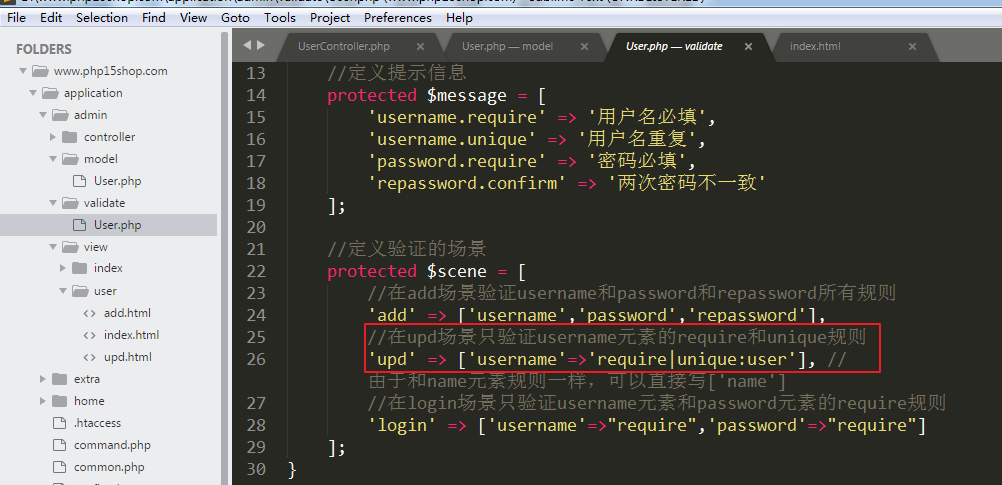 File Edit Selection Find View Goto Tools Project Preferences Help
FOLDERS
www.php15shop.com
application
admin
controller
model
User.php
validate
User.php
view
index
user
add.html
index.html
upd.html
extra
home
.htaccess
command.php
common.php
UserController.php × User.php — model × User.php — validate × index.html ×
13 //定义提示信息
14 protected $message = [
15 'username.require' => '用户名必填',
16 'username.unique' => '用户名重复',
17 'password.require' => '密码必填',
18 'repassword.confirm' => '两次密码不一致'
19 ];
20
21 //定义验证的场景
22 protected $scene = [
23 //在add场景验证username和password和repassword所有规则
24 'add' => ['username','password','repassword'],
25 //在upd场景只验证username元素的require和unique规则
26 'upd' => ['username'=>'require|unique:user'], //
由于和name元素规则一样，可以直接写['name']
27 //在login场景只验证username元素和password元素的require规则
28 'login' => ['username'=>"require",'password'=>"require"]
29 ];
30 }